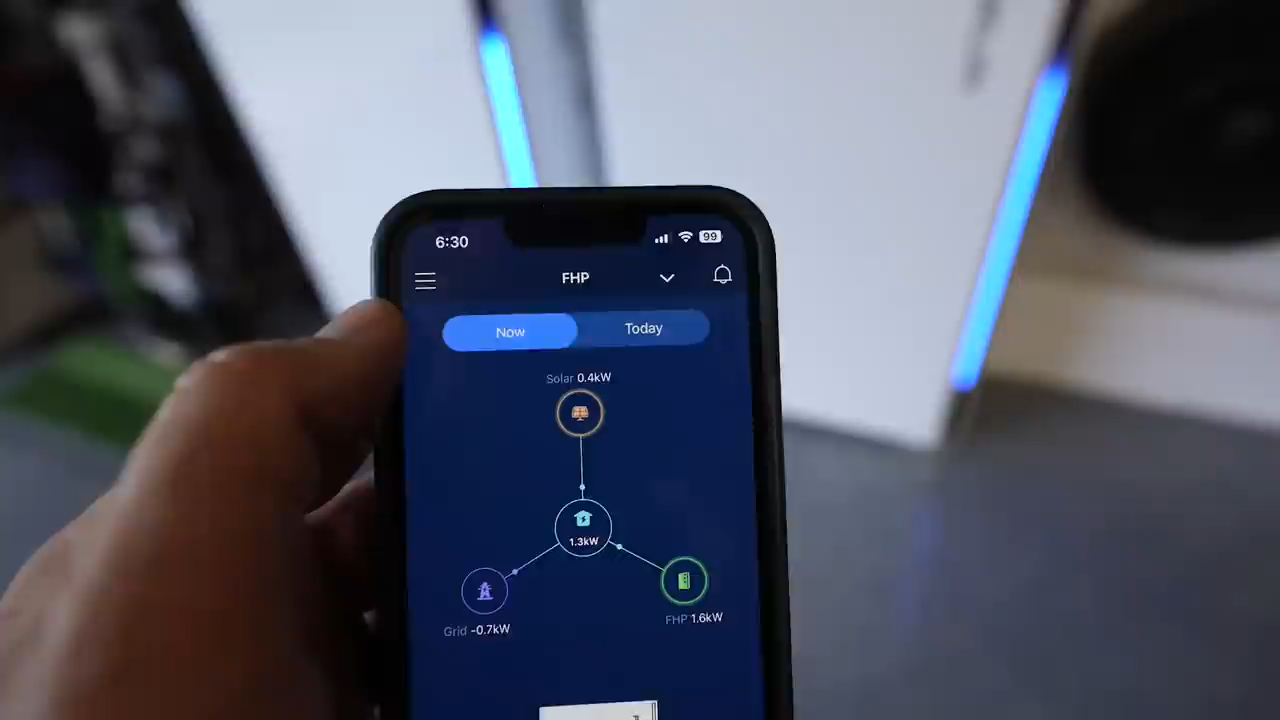 6:30
99
FHP
Now
Today
Solar 0.4kW
1.3kW
Grid -0.7kW
FHP 1.6kW